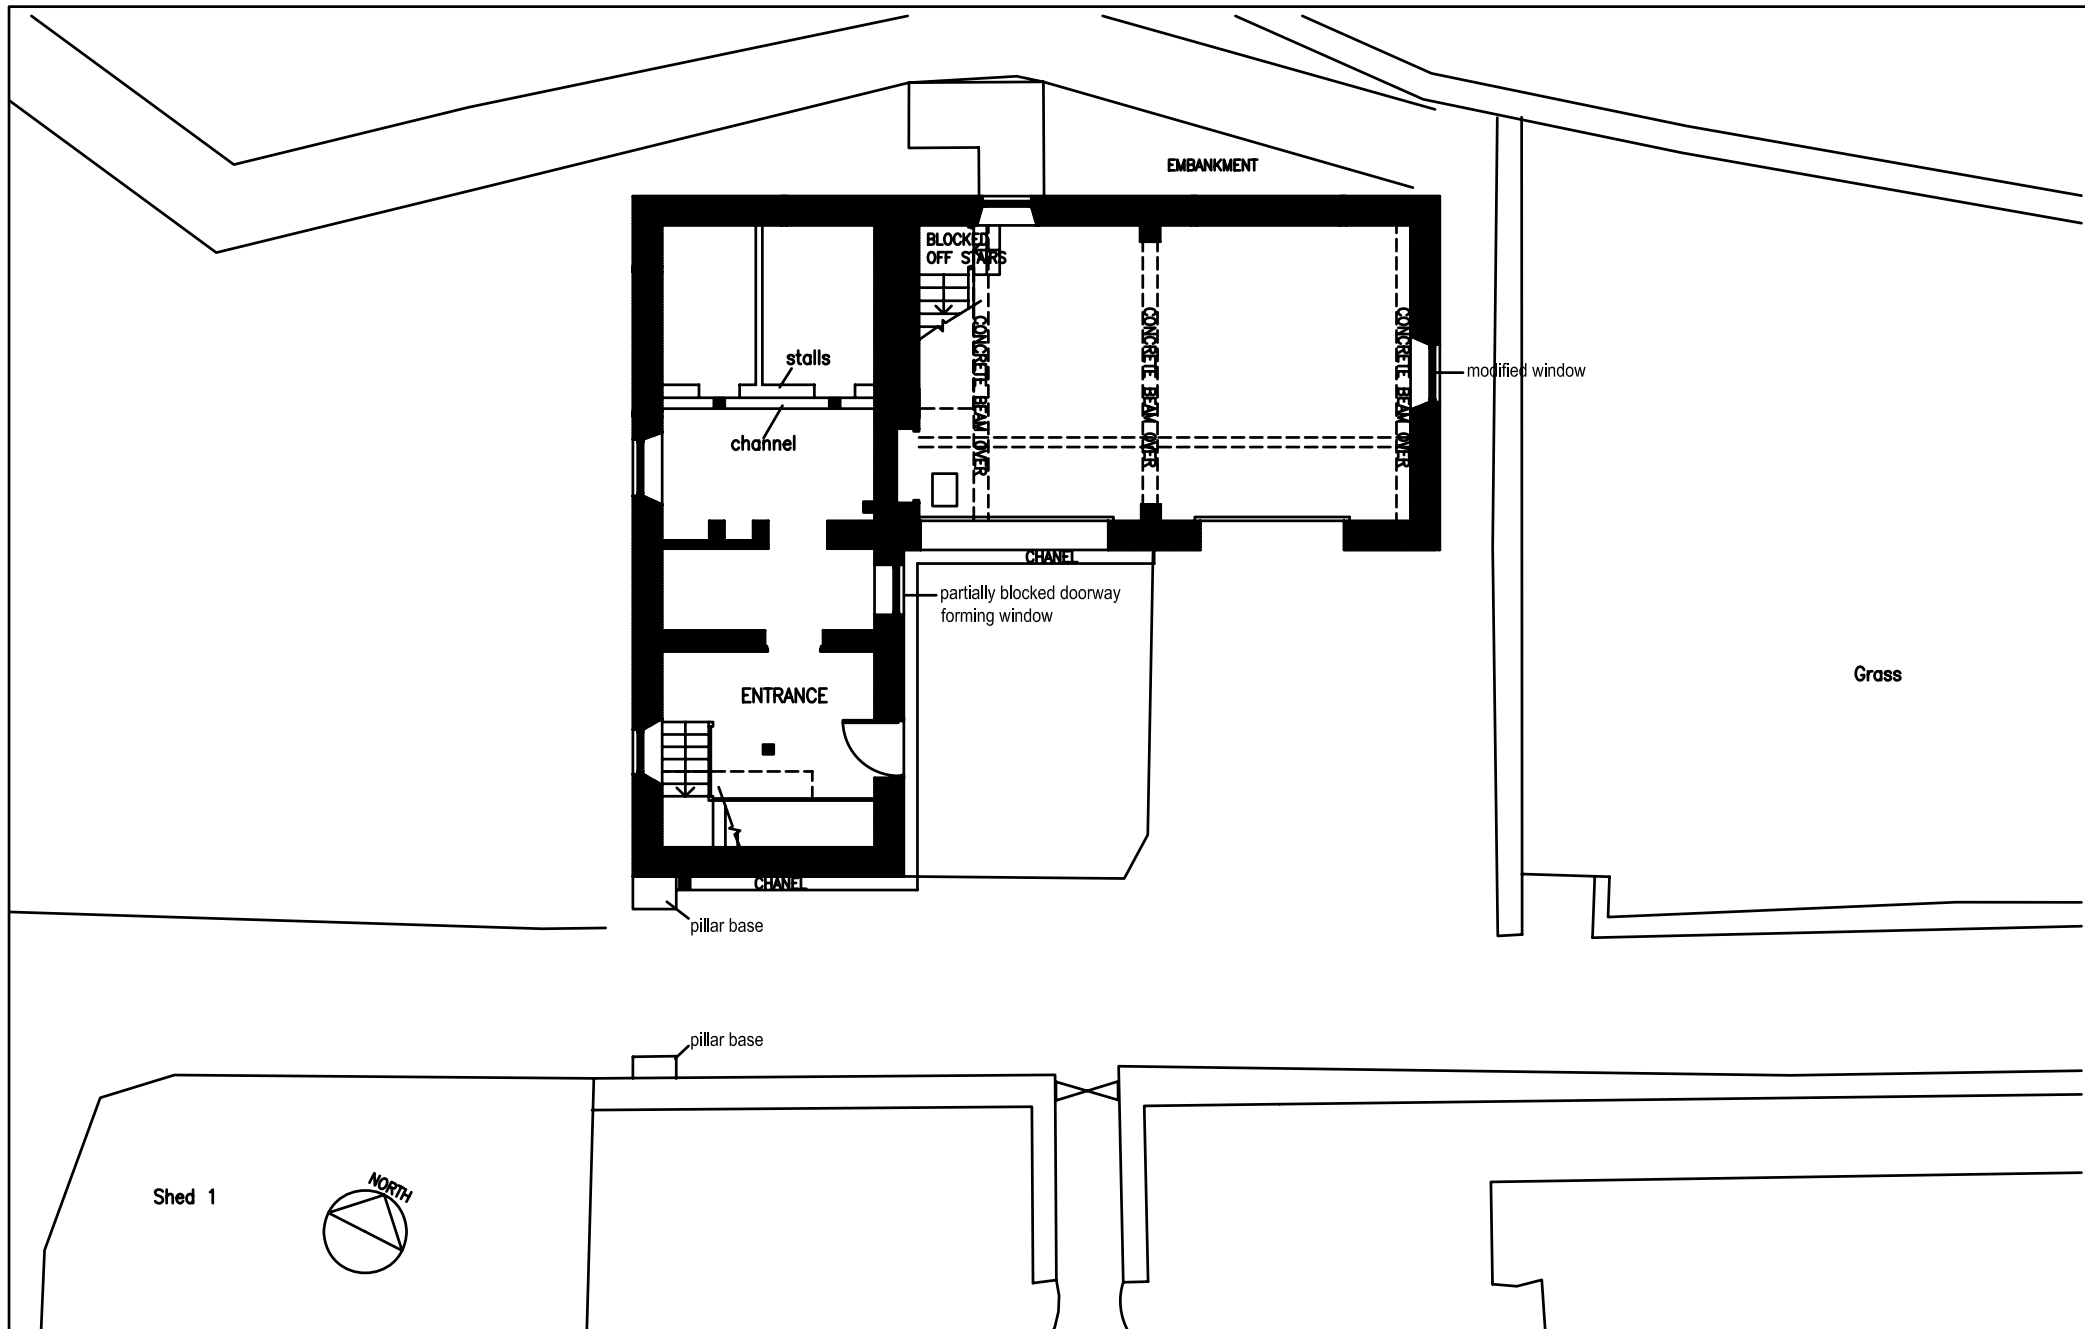 EMBANKMENT
BLOCKED
OFF STAIRS
CONCRETE BEAM OVER
CONCRETE BEAM OVER
CONCRETE BEAM OVER
stalls
modified window
channel
CHANEL
partially blocked doorway
forming window
Grass
ENTRANCE
CHANEL
pillar base
pillar base
NORTH
Shed 1